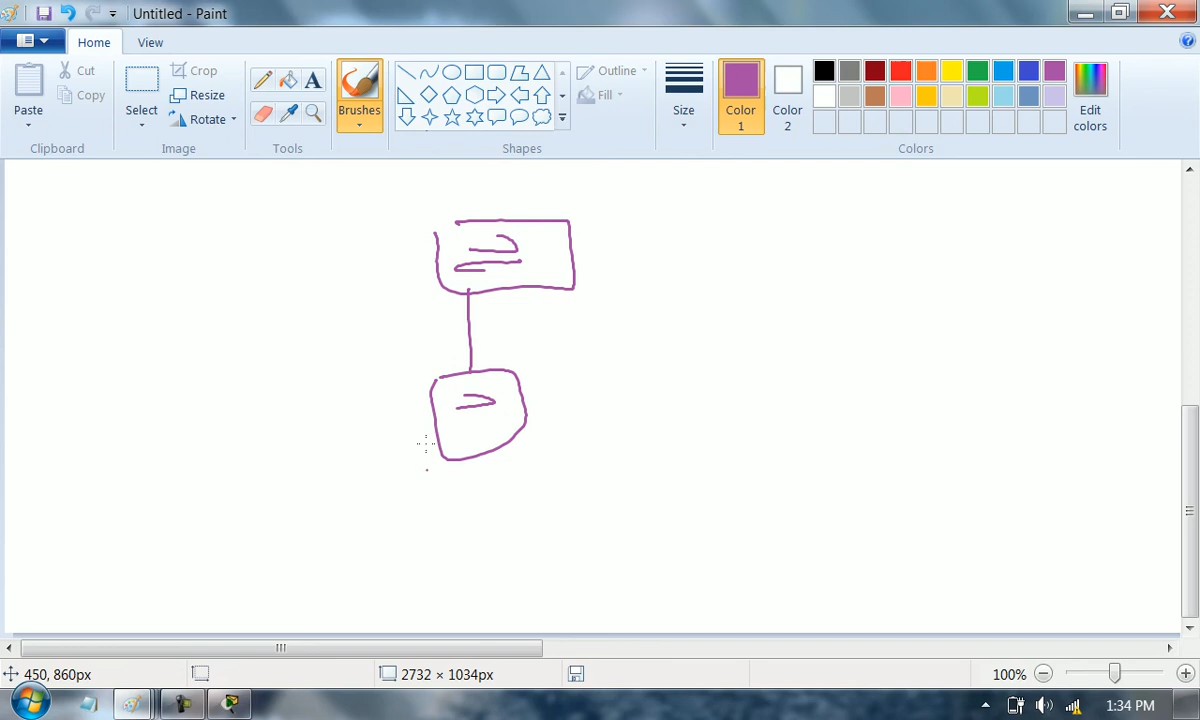 Untitled - Paint
Home View
Paste
Cut
Copy
Clipboard
Select
Crop
Resize
Rotate
Image
Tools
Brushes
Outline
Fill
Shapes
Size
Color 1
Color 2
Edit colors
Colors
450, 860px
2732 × 1034px
100%
1:34 PM